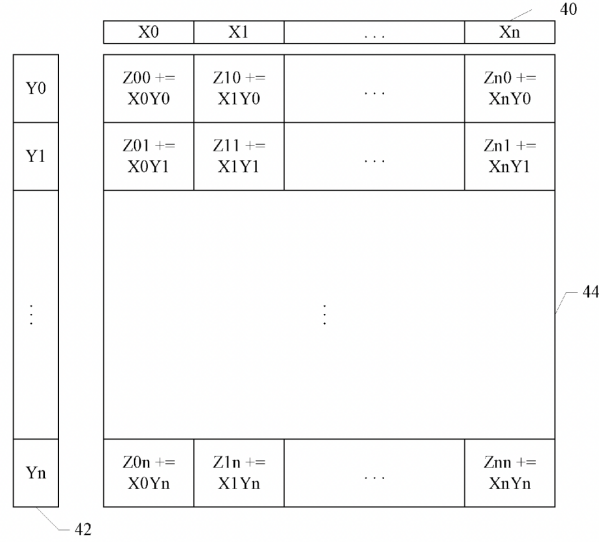 40
X0 X1 . . . Xn
Y0 Z00 += Z10 += . . . Zn0 +=
X0Y0 X1Y0 XnY0
Y1 Z01 += Z11 += . . . Zn1 +=
X0Y1 X1Y1 XnY1
44
Yn Z0n += Z1n += . . . Znn +=
X0Yn X1Yn XnYn
42